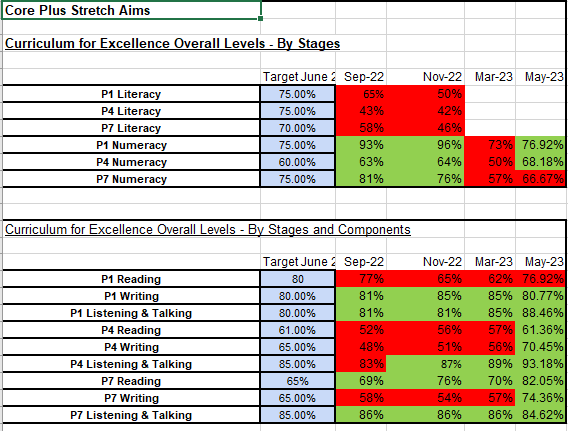 Core Plus Stretch Aims
Curriculum for Excellence Overall Levels - By Stages
Target June 2 Sep-22 Nov-22 Mar-23 May-23
P1 Literacy 75.00% 65% 50%
P4 Literacy 75.00% 43% 42%
P7 Literacy 70.00% 58% 46%
P1 Numeracy 75.00% 93% 96% 73% 76.92%
P4 Numeracy 60.00% 63% 64% 50% 68.18%
P7 Numeracy 75.00% 81% 76% 57% 66.67%
Curriculum for Excellence Overall Levels - By Stages and Components
Target June 2 Sep-22 Nov-22 Mar-23 May-23
P1 Reading 80 77% 65% 62% 76.92%
P1 Writing 80.00% 81% 85% 85% 80.77%
P1 Listening & Talking 80.00% 81% 81% 85% 88.46%
P4 Reading 61.00% 52% 56% 57% 61.36%
P4 Writing 65.00% 48% 51% 56% 70.45%
P4 Listening & Talking 85.00% 83% 87% 89% 93.18%
P7 Reading 65% 69% 76% 70% 82.05%
P7 Writing 65.00% 58% 54% 57% 74.36%
P7 Listening & Talking 85.00% 86% 86% 86% 84.62%